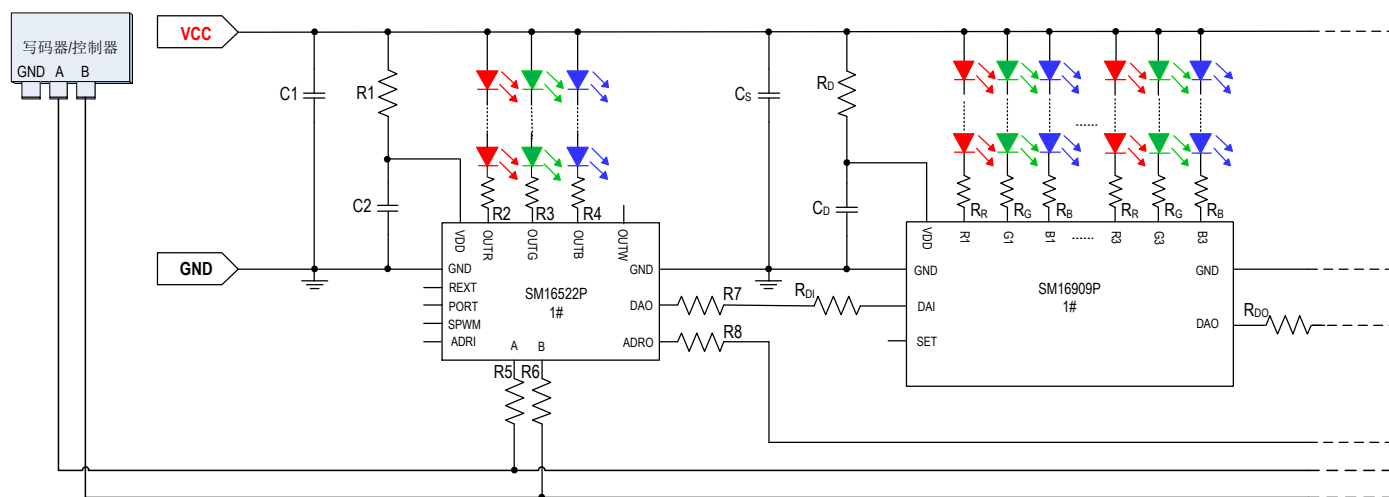 写码器/控制器
GND A B
VCC
GND
C1
R1
C2
R2 R3 R4
VDD OUTR OUTG OUTB OUTW
GND
REXT
PORT
SPWM
ADRI
SM16522P
1#
GND
DAO
ADRO
A B
R5 R6
R7
R8
CS
RD
CD
RDI
RR RG RB RR RG RB
VDD R1 G1 B1 ...... R3 G3 B3
GND
DAI
SET
SM16909P
1#
GND
DAO
RDO